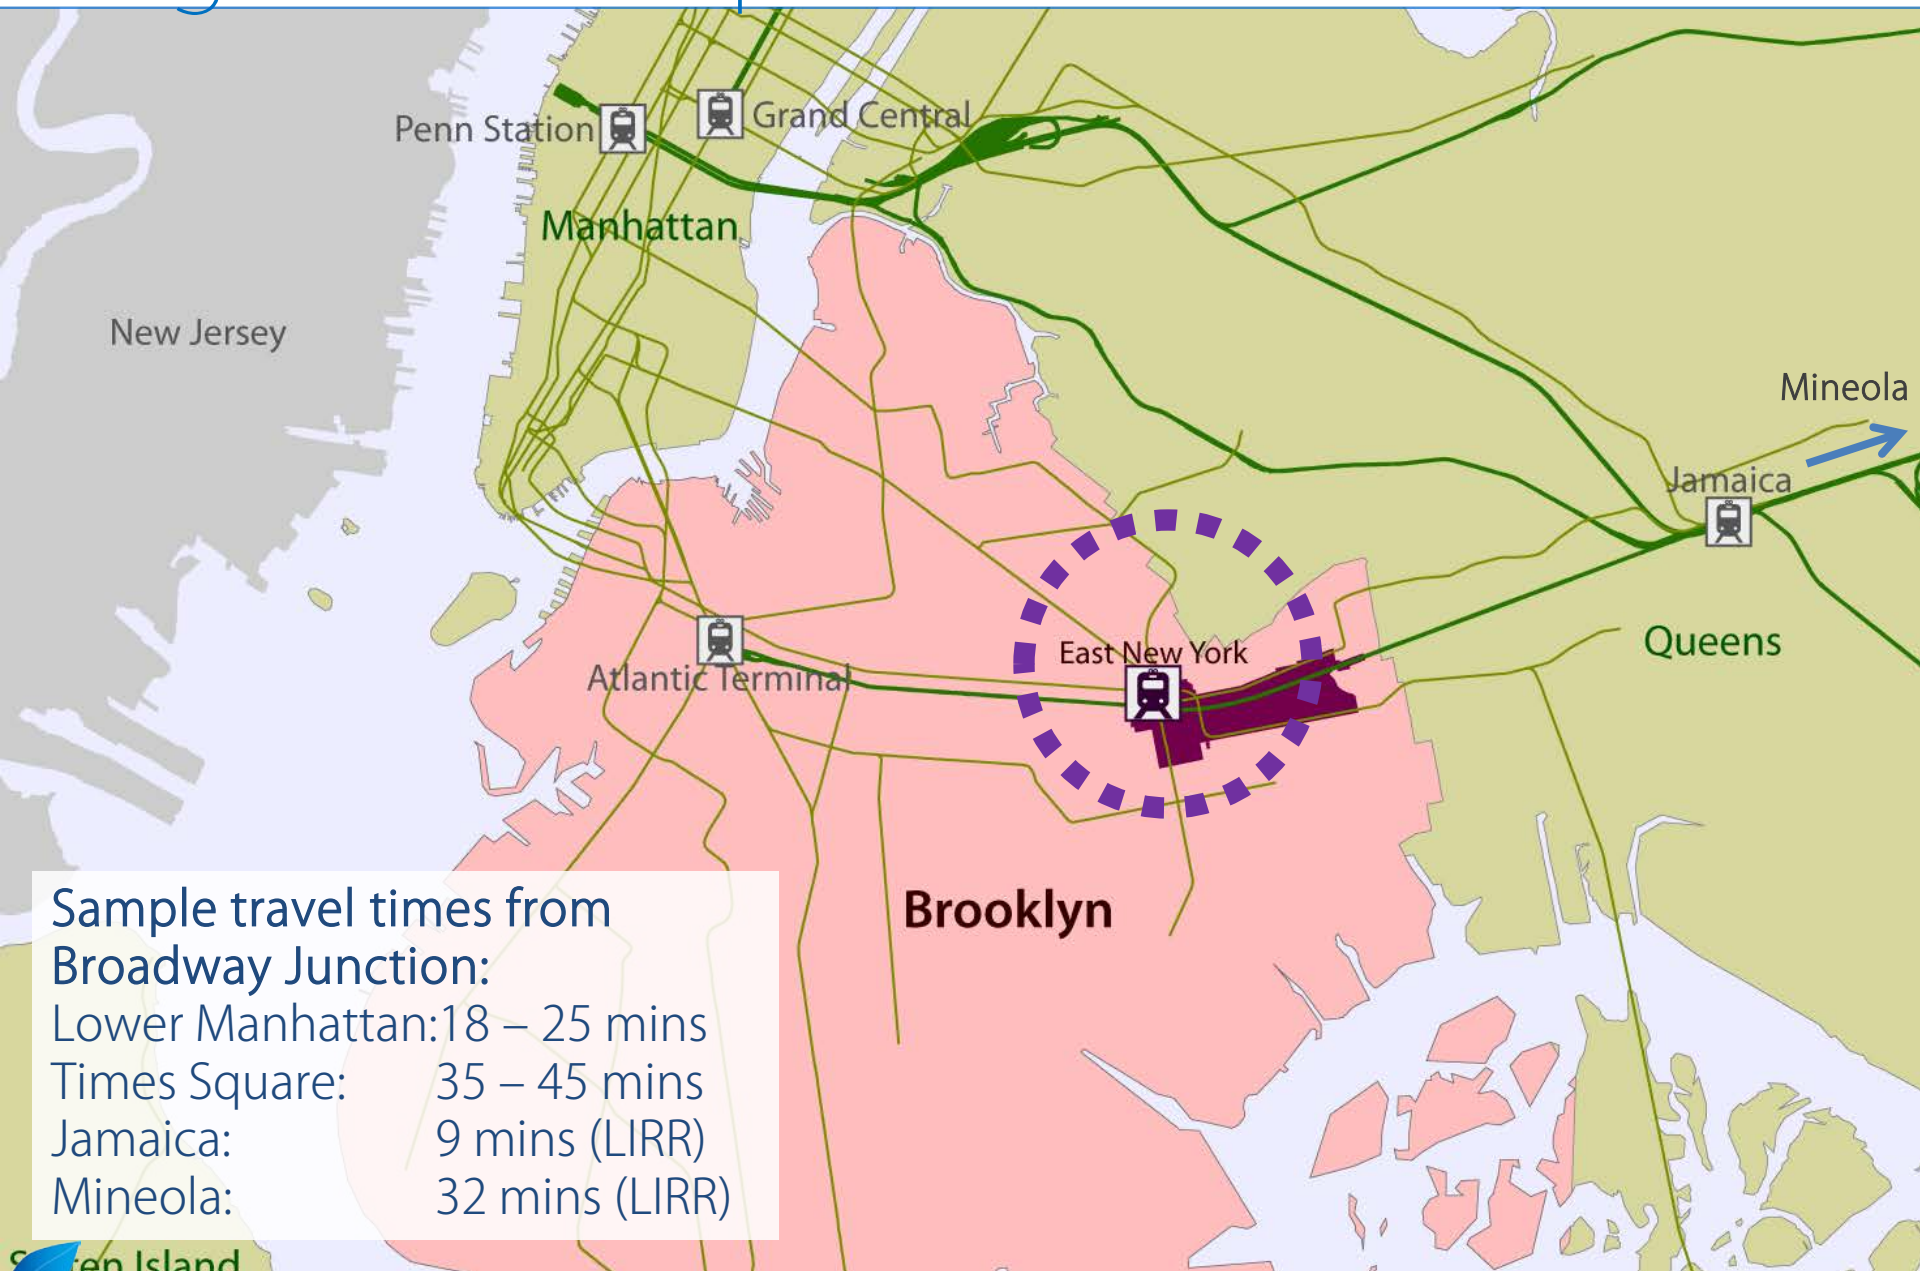 Penn Station
Grand Central
Manhattan
New Jersey
Mineola
Jamaica
East New York
Queens
Atlantic Terminal
Brooklyn
Sample travel times from
Broadway Junction:
Lower Manhattan:18 – 25 mins
Times Square: 35 – 45 mins
Jamaica: 9 mins (LIRR)
Mineola: 32 mins (LIRR)
Island